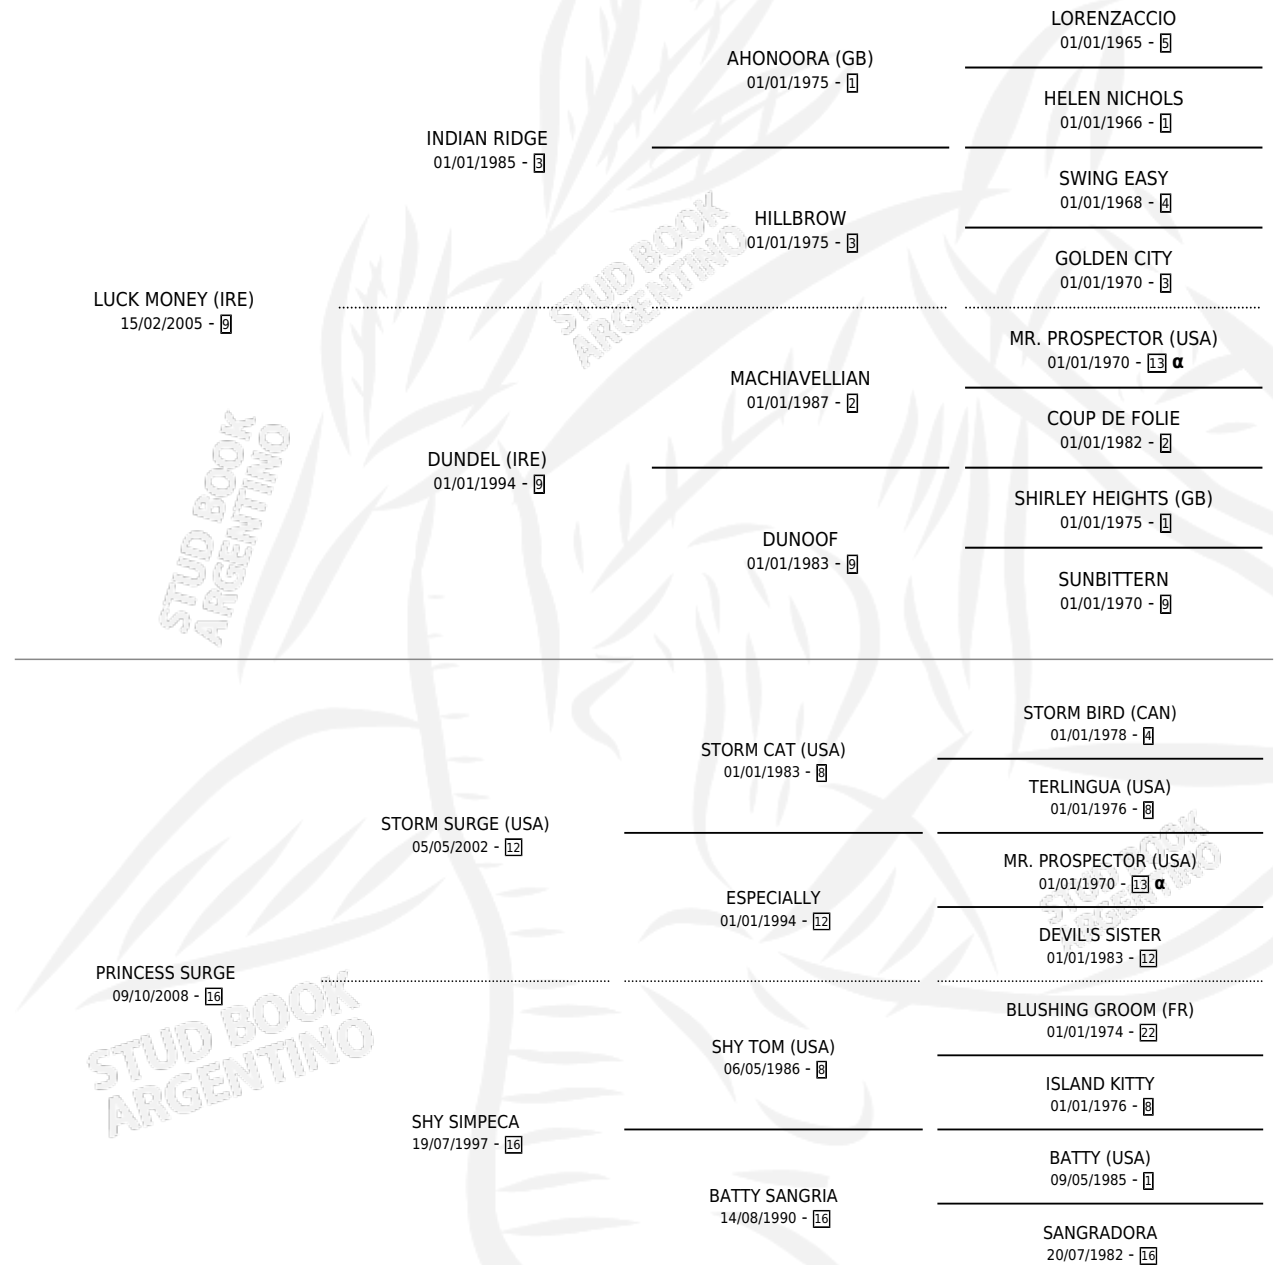 LORENZACCIO
01/01/1965 - 5
AHONOORA (GB)
01/01/1975 - 1
HELEN NICHOLS
01/01/1966 - 1
INDIAN RIDGE
01/01/1985 - 3
SWING EASY
01/01/1968 - 4
HILLBROW
01/01/1975 - 3
GOLDEN CITY
01/01/1970 - 3
LUCK MONEY (IRE)
15/02/2005 - 9
MR. PROSPECTOR (USA)
01/01/1970 - 13 α
MACHIAVELLIAN
01/01/1987 - 2
COUP DE FOLIE
01/01/1982 - 2
DUNDEL (IRE)
01/01/1994 - 9
SHIRLEY HEIGHTS (GB)
01/01/1975 - 1
DUNOOF
01/01/1983 - 9
SUNBITTERN
01/01/1970 - 9
STORM BIRD (CAN)
01/01/1978 - 4
STORM CAT (USA)
01/01/1983 - 8
TERLINGUA (USA)
01/01/1976 - 8
STORM SURGE (USA)
05/05/2002 - 12
MR. PROSPECTOR (USA)
01/01/1970 - 13 α
ESPECIALLY
01/01/1994 - 12
DEVIL'S SISTER
01/01/1983 - 12
PRINCESS SURGE
09/10/2008 - 16
BLUSHING GROOM (FR)
01/01/1974 - 22
SHY TOM (USA)
06/05/1986 - 8
ISLAND KITTY
01/01/1976 - 8
SHY SIMPECA
19/07/1997 - 16
BATTY (USA)
09/05/1985 - 1
BATTY SANGRIA
14/08/1990 - 16
SANGRADORA
20/07/1982 - 16
STUD BOOK
ARGENTINO
STUD BOOK
ARGENTINO
STUD BOOK
ARGENTINO
STUD BOOK
ARGENTINO